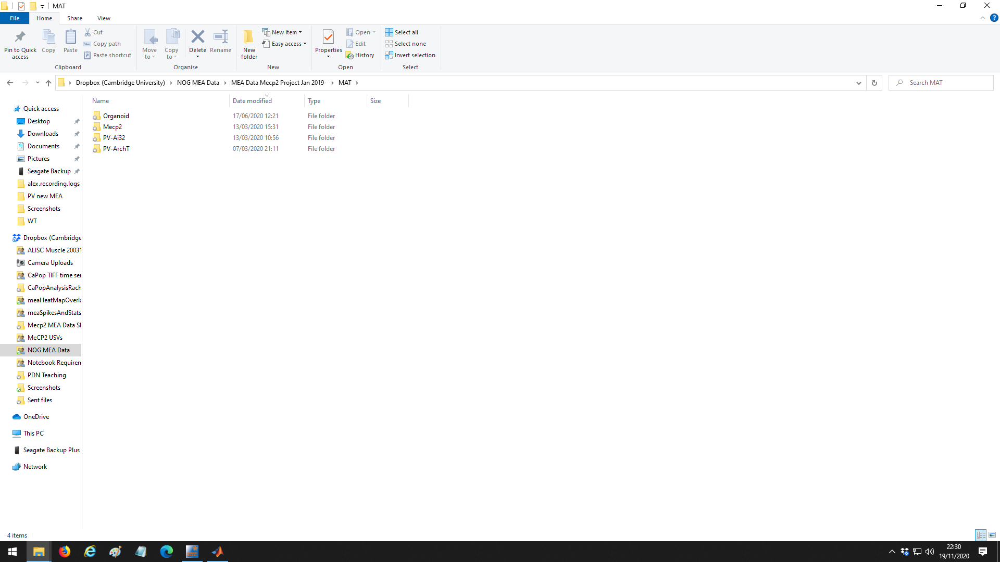 MAT
File Home Share View
Pin to Quick access
Copy
Paste
Cut
Copy path
Paste shortcut
Clipboard
Move to
Copy to
Delete
Rename
Organise
New folder
New item
Easy access
New
Properties
Open
Edit
History
Open
Select all
Select none
Invert selection
Select
Dropbox (Cambridge University) NOG MEA Data MEA Data Mecp2 Project Jan 2019- MAT
Search MAT
Name Date modified Type Size
Organoid 17/06/2020 12:21 File folder
Mecp2 13/03/2020 15:31 File folder
PV-Ai32 13/03/2020 10:56 File folder
PV-ArchT 07/03/2020 21:11 File folder
Quick access
Desktop
Downloads
Documents
Pictures
Seagate Backup
alex.recording.logs
PV new MEA
Screenshots
WT
Dropbox (Cambridge
ALISC Muscle 20031
Camera Uploads
CaPop TIFF time ser
CaPopAnalysisRach
meaHeatMapOverla
meaSpikesAndStats
Mecp2 MEA Data SN
MeCP2 USVs
NOG MEA Data
Notebook Requirem
PDN Teaching
Screenshots
Sent files
OneDrive
This PC
Seagate Backup Plus
Network
4 items
22:30
19/11/2020